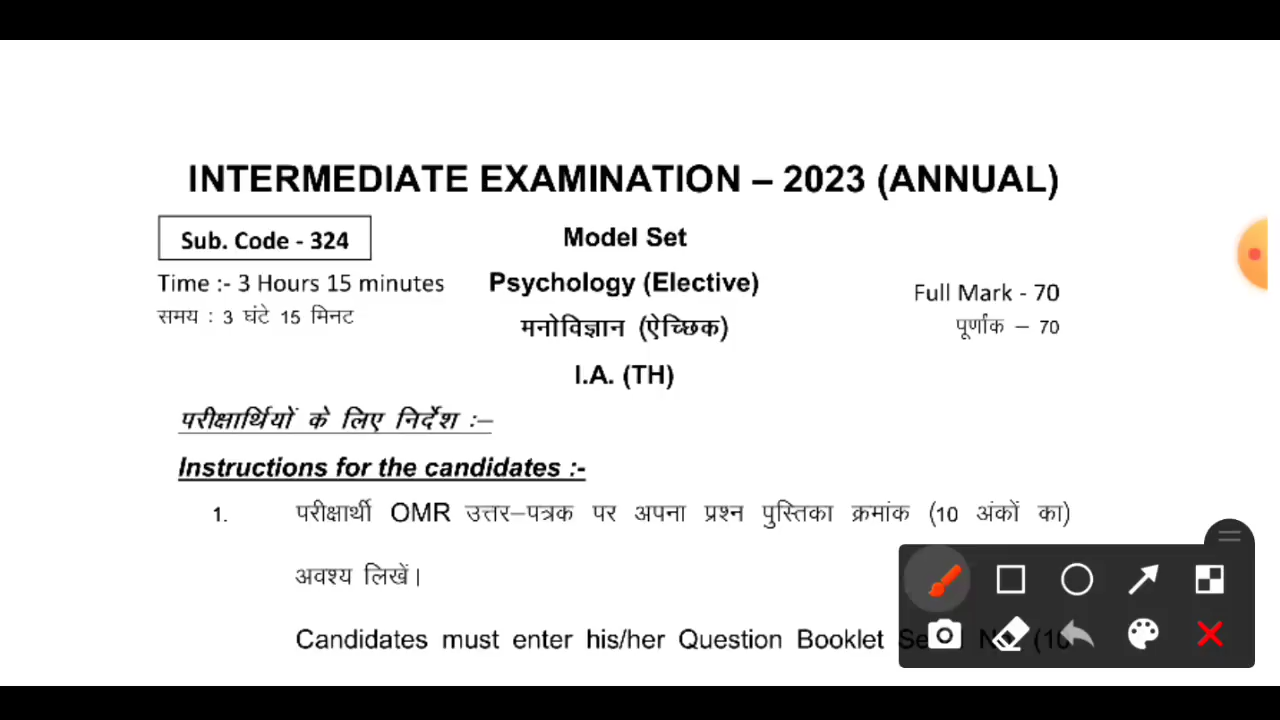 INTERMEDIATE EXAMINATION – 2023 (ANNUAL)
Sub. Code - 324
Model Set
Time :- 3 Hours 15 minutes
Psychology (Elective)
Full Mark - 70
समय : 3 घंटे 15 मिनट
मनोविज्ञान (ऐच्छिक)
पूर्णांक – 70
I.A. (TH)
परीक्षार्थियों के लिए निर्देश :–
Instructions for the candidates :-
1. परीक्षार्थी OMR उत्तर–पत्रक पर अपना प्रश्न पुस्तिका क्रमांक (10 अंकों का)
अवश्य लिखें।
Candidates must enter his/her Question Booklet (10